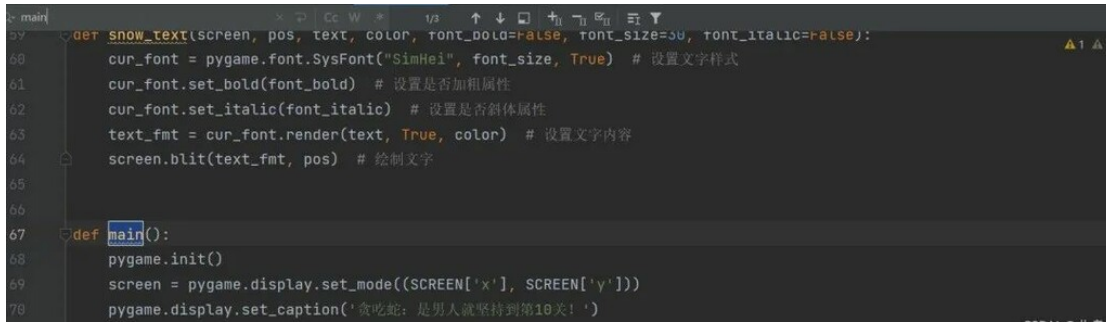 main × Cc W .* 1/3
59 def show_text(screen, pos, text, color, font_bold=False, font_size=30, font_italic=False):
1
60 cur_font = pygame.font.SysFont("SimHei", font_size, True) # 设置文字样式
61 cur_font.set_bold(font_bold) # 设置是否加粗属性
62 cur_font.set_italic(font_italic) # 设置是否斜体属性
63 text_fmt = cur_font.render(text, True, color) # 设置文字内容
64 screen.blit(text_fmt, pos) # 绘制文字
65
66
67 def main():
68 pygame.init()
69 screen = pygame.display.set_mode((SCREEN['x'], SCREEN['y']))
70 pygame.display.set_caption('贪吃蛇：是男人就坚持到第10关！')